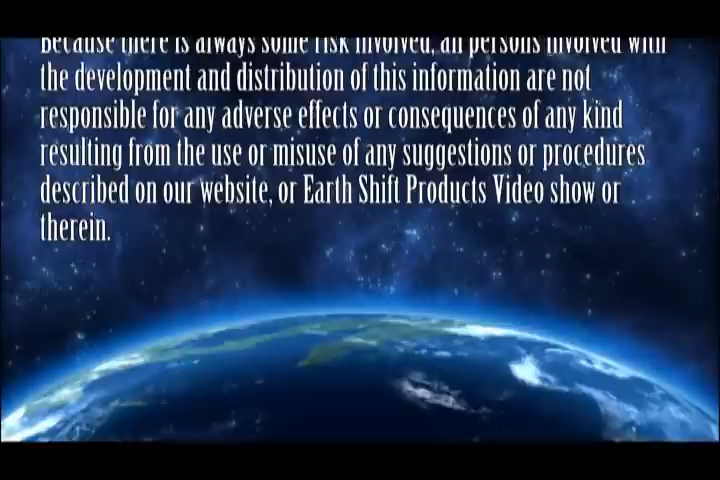 Because there is always some risk involved, all persons involved with
the development and distribution of this information are not
responsible for any adverse effects or consequences of any kind
resulting from the use or misuse of any suggestions or procedures
described on our website, or Earth Shift Products Video show or
therein.